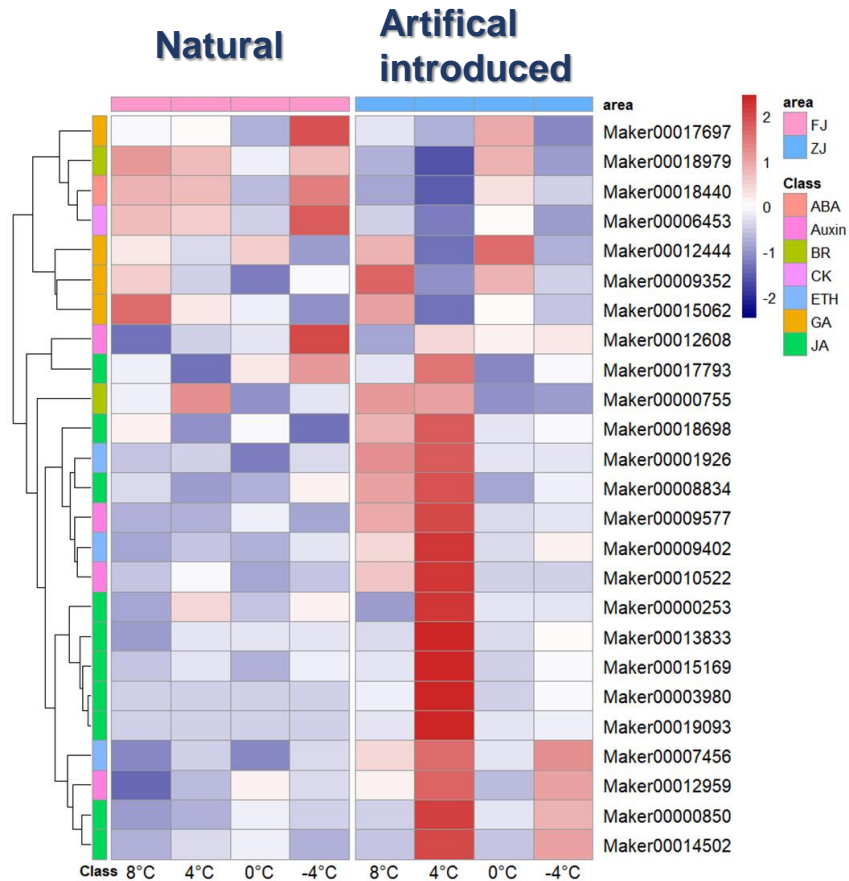 Natural
Artifical
introduced
area
Maker00017697
Maker00018979
Maker00018440
Maker00006453
Maker00012444
Maker00009352
Maker00015062
Maker00012608
Maker00017793
Maker00000755
Maker00018698
Maker00001926
Maker00008834
Maker00009577
Maker00009402
Maker00010522
Maker00000253
Maker00013833
Maker00015169
Maker00003980
Maker00019093
Maker00007456
Maker00012959
Maker00000850
Maker00014502
Class 8°C 4°C 0°C -4°C 8°C 4°C 0°C -4°C
2
1
0
-1
-2
area
FJ
ZJ
Class
ABA
Auxin
BR
CK
ETH
GA
JA